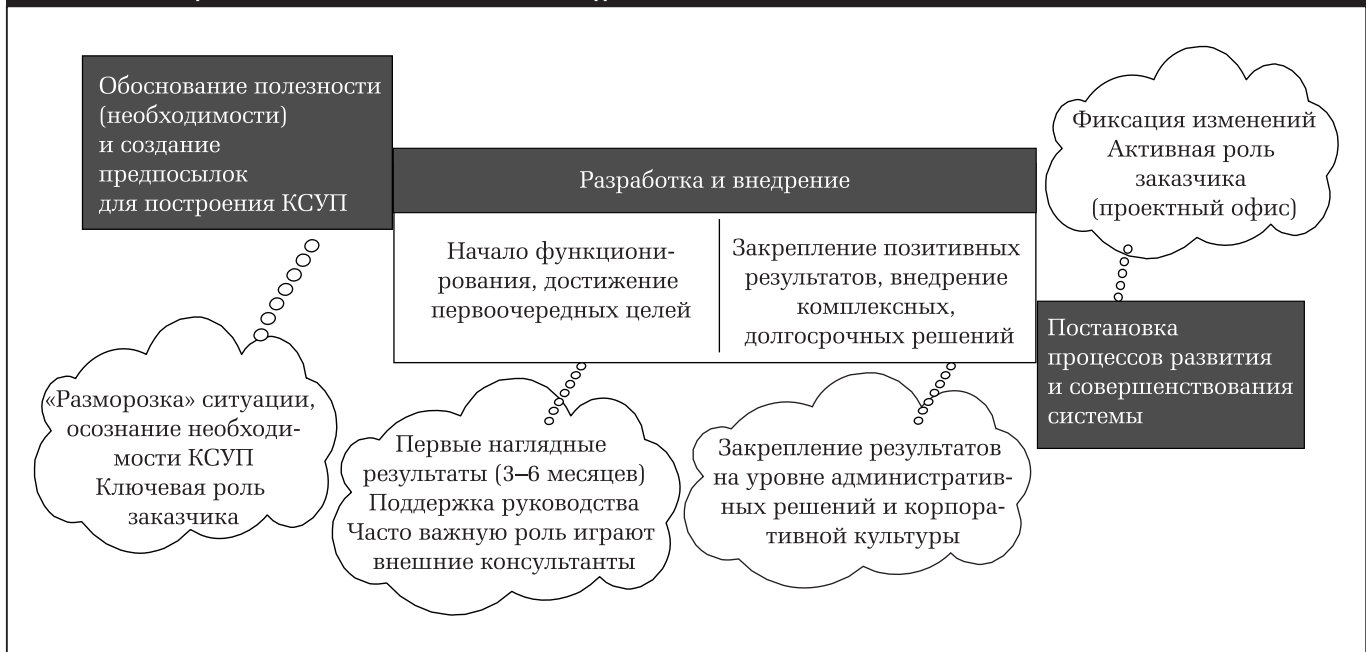 Обоснование полезности
(необходимости)
и создание
предпосылок
для построения КСУП
Разработка и внедрение
Начало функциони-
рования, достижение
первоочередных целей
Закрепление позитивных
результатов, внедрение
комплексных,
долгосрочных решений
Фиксация изменений
Активная роль
заказчика
(проектный офис)
Постановка
процессов развития
и совершенствования
системы
«Разморозка» ситуации,
осознание необходи-
мости КСУП
Ключевая роль
заказчика
Первые наглядные
результаты (3–6 месяцев)
Поддержка руководства
Часто важную роль играют
внешние консультанты
Закрепление результатов
на уровне административ-
ных решений и корпора-
тивной культуры